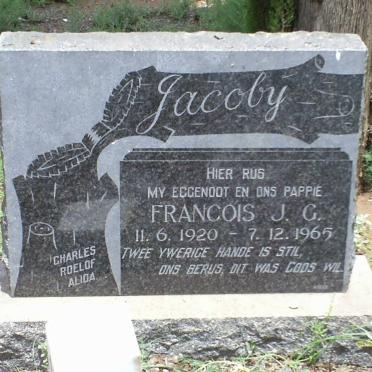 Jacoby
HIER RUS
MY EGGENOOT EN ONS PAPPIE
FRANCOIS J. G.
11. 6. 1920 - 7. 12. 1965
TWEE YWERIGE HANDE IS STIL,
ONS BERUS, DIT WAS GODS WIL.
CHARLES
ROELOF
ALIDA